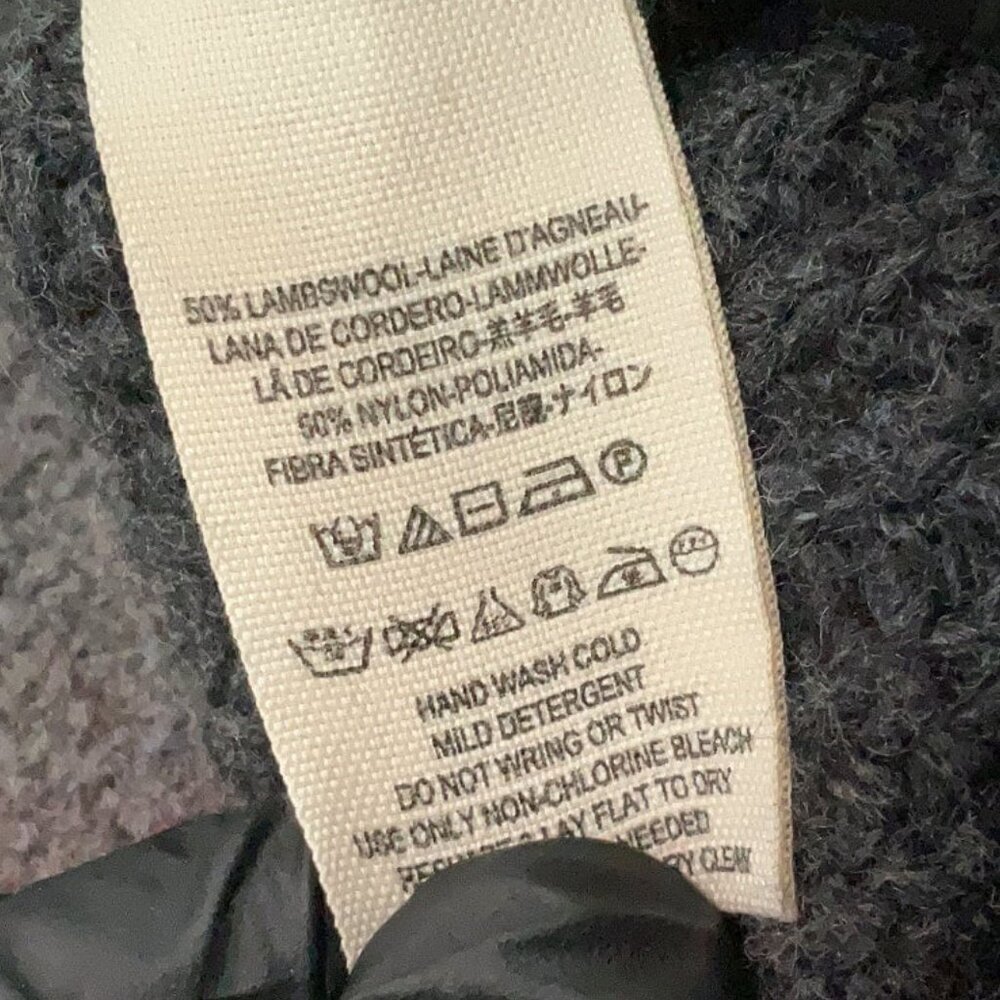 50% LAMBSWOOL-LAINE D'AGNEAU-
LANA DE CORDERO-LAMMWOLLE-
LÃ DE CORDEIRO-羔羊毛-羊毛
50% NYLON-POLIAMIDA-
FIBRA SINTÉTICA-尼龍-ナイロン
P
HAND WASH COLD
MILD DETERGENT
DO NOT WRING OR TWIST
USE ONLY NON-CHLORINE BLEACH
LAY FLAT TO DRY
NEEDED
CLEAN